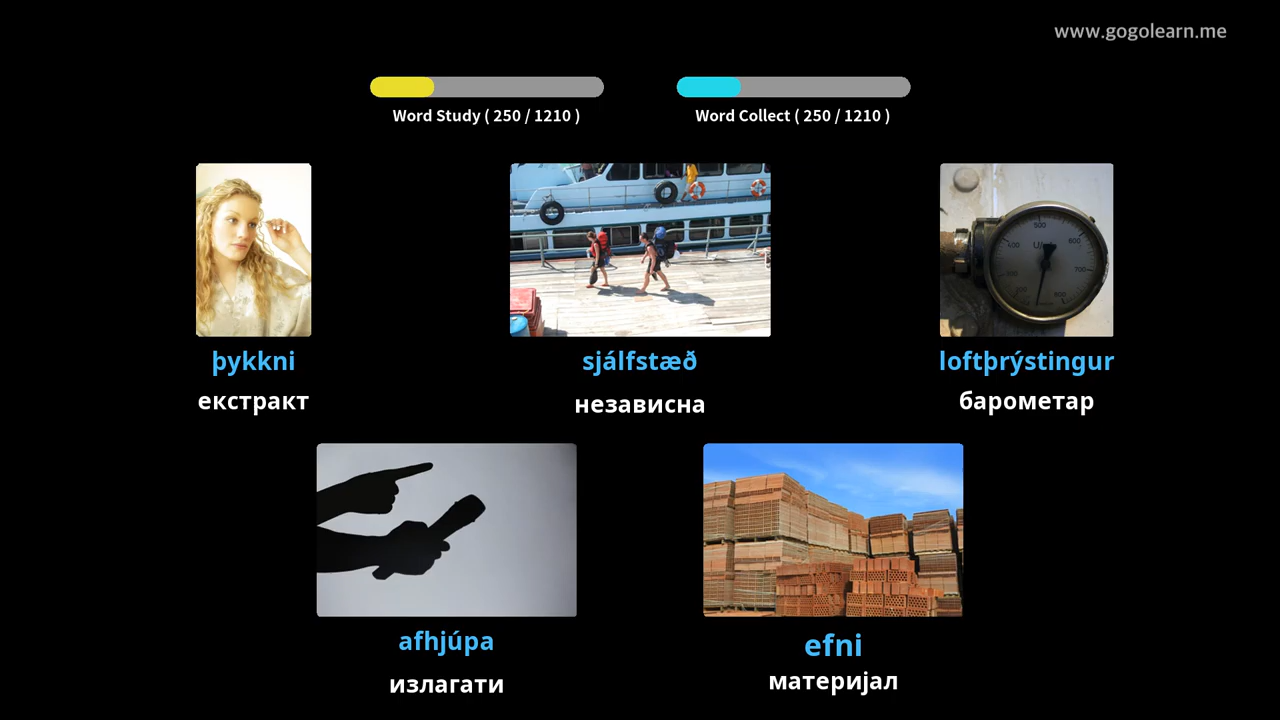 www.gogolearn.me
Word Study ( 250 / 1210 )
Word Collect ( 250 / 1210 )
þykkni
екстракт
sjálfstæð
независна
loftþrýstingur
барометар
afhjúpa
излагати
efni
материјал